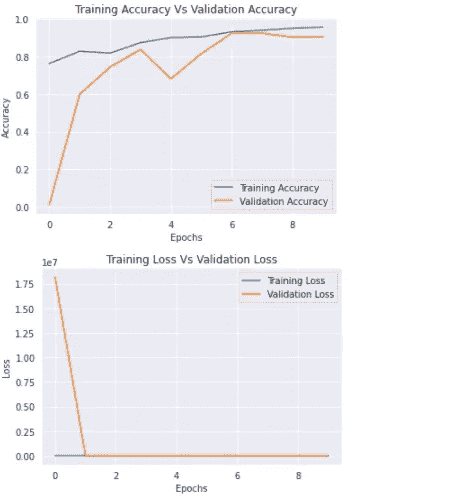 Training Accuracy Vs Validation Accuracy
1.0
0.8
0.6
0.4
0.2
0.0
Accuracy
Training Accuracy
Validation Accuracy
0 2 4 6 8
Epochs
Training Loss Vs Validation Loss
1e7
1.75
1.50
1.25
1.00
0.75
0.50
0.25
0.00
Loss
Training Loss
Validation Loss
0 2 4 6 8
Epochs